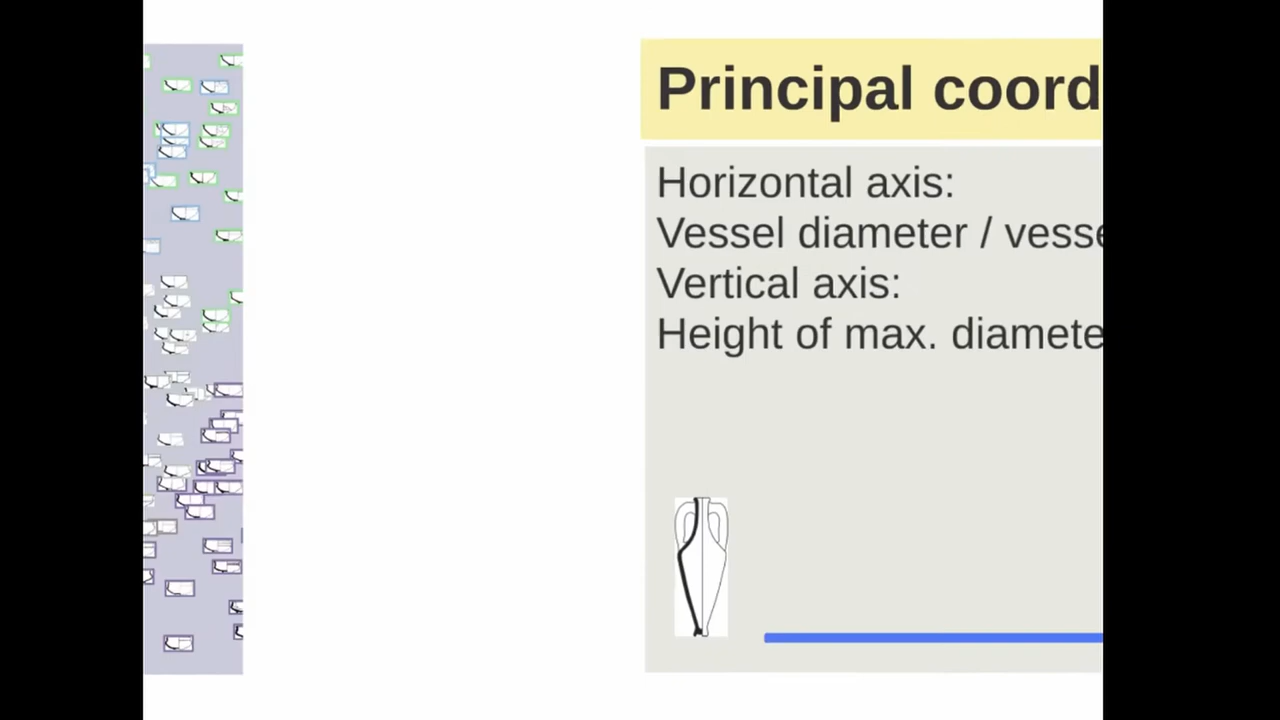 Principal coord
Horizontal axis:
Vessel diameter / vesse
Vertical axis:
Height of max. diamete